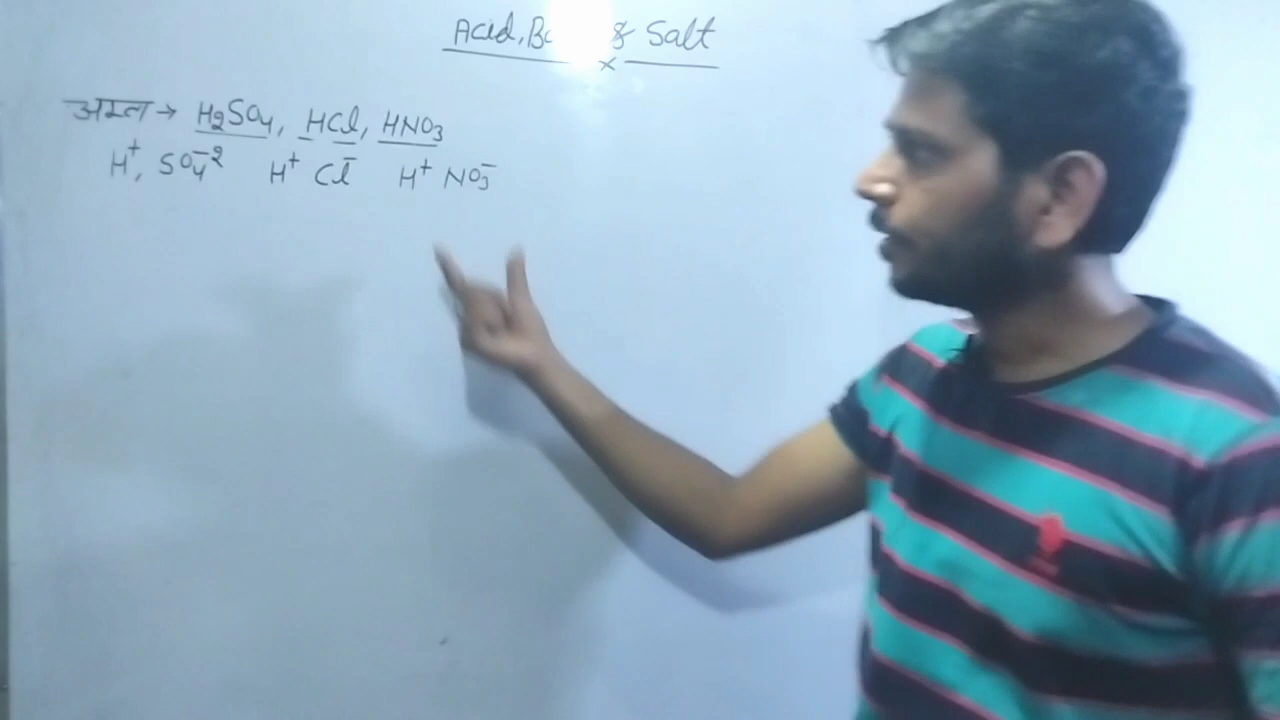 Acid, & Salt
अम्ल → H₂SO₄, HCl, HNO₃
H⁺, SO₄⁻² H⁺ Cl⁻ H⁺ NO₃⁻